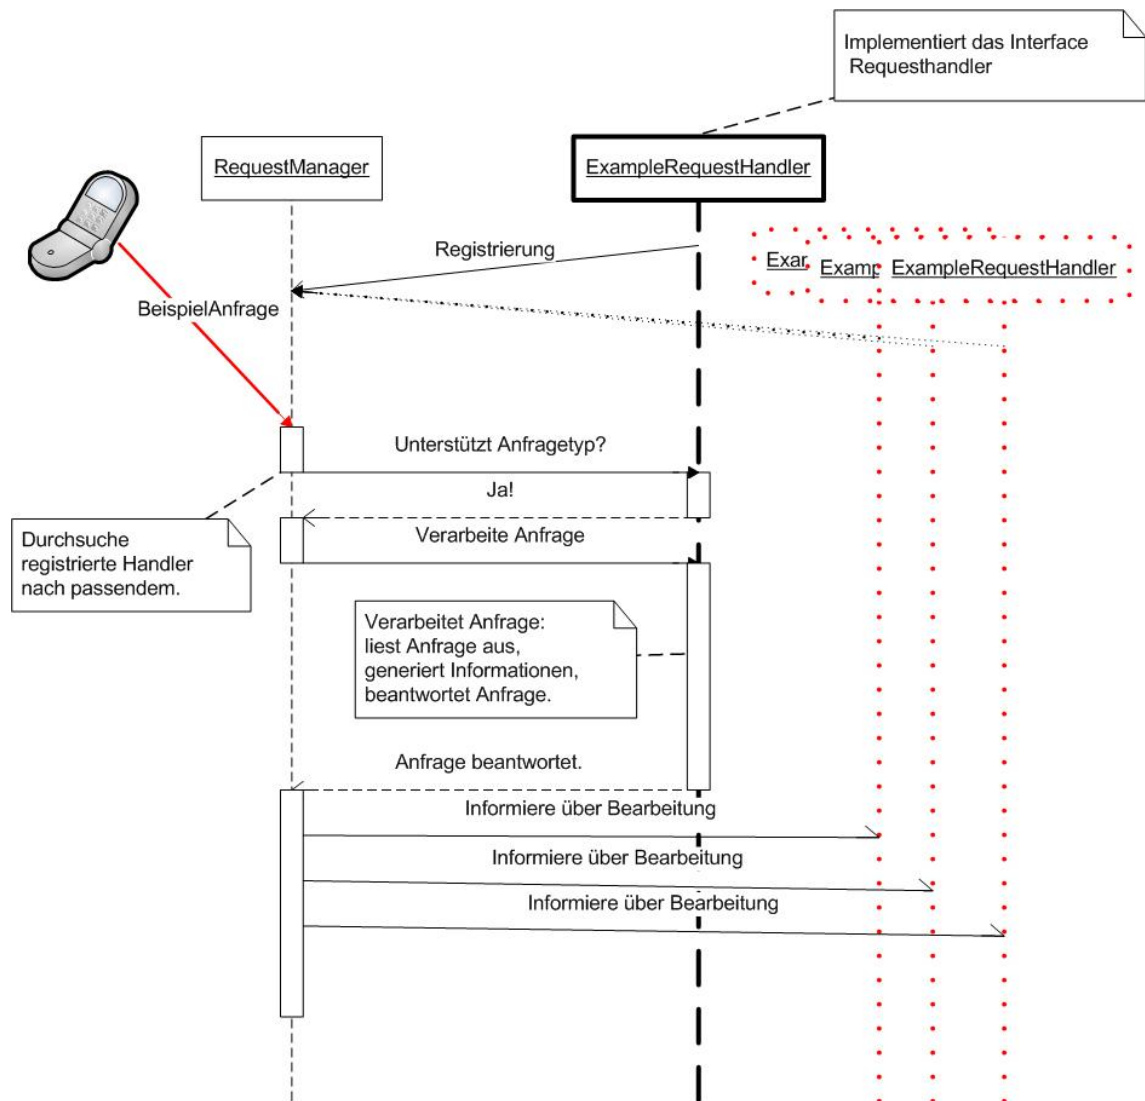 Implementiert das Interface
Requesthandler
RequestManager
ExampleRequestHandler
Registrierung
Exar
Examp
ExampleRequestHandler
BeispielAnfrage
Unterstützt Anfragetyp?
Ja!
Durchsuche
registrierte Handler
nach passendem.
Verarbeite Anfrage
Verarbeitet Anfrage:
liest Anfrage aus,
generiert Informationen,
beantwortet Anfrage.
Anfrage beantwortet.
Informiere über Bearbeitung
Informiere über Bearbeitung
Informiere über Bearbeitung